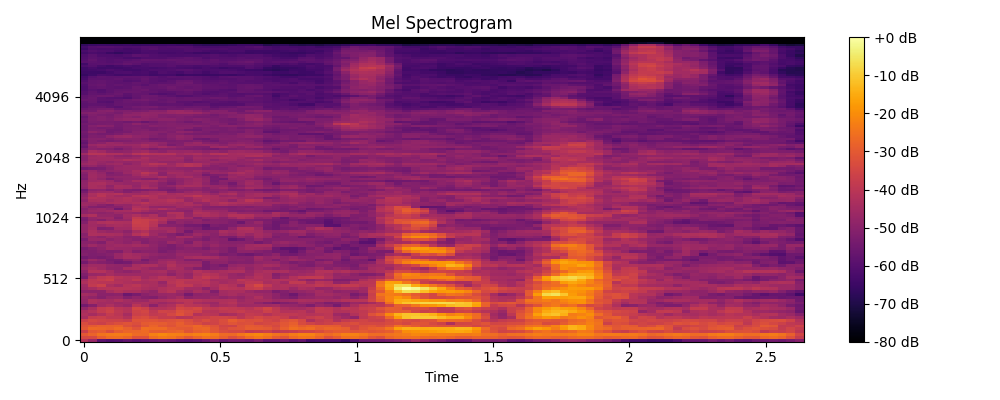 Mel Spectrogram
+0 dB
-10 dB
-20 dB
-30 dB
-40 dB
-50 dB
-60 dB
-70 dB
-80 dB
4096
2048
1024
512
0
Hz
0 0.5 1 1.5 2 2.5
Time